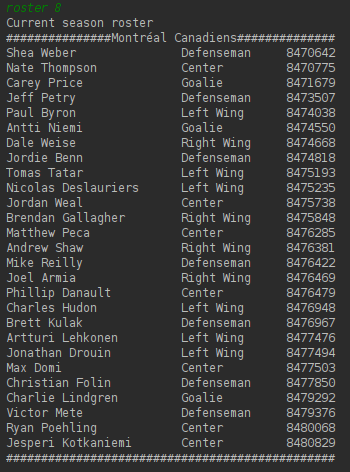 roster 8
Current season roster
###############Montréal Canadiens##############
Shea Weber Defenseman 8470642
Nate Thompson Center 8470775
Carey Price Goalie 8471679
Jeff Petry Defenseman 8473507
Paul Byron Left Wing 8474038
Antti Niemi Goalie 8474550
Dale Weise Right Wing 8474668
Jordie Benn Defenseman 8474818
Tomas Tatar Left Wing 8475193
Nicolas Deslauriers Left Wing 8475235
Jordan Weal Center 8475738
Brendan Gallagher Right Wing 8475848
Matthew Peca Center 8476285
Andrew Shaw Right Wing 8476381
Mike Reilly Defenseman 8476422
Joel Armia Right Wing 8476469
Phillip Danault Center 8476479
Charles Hudon Left Wing 8476948
Brett Kulak Defenseman 8476967
Artturi Lehkonen Left Wing 8477476
Jonathan Drouin Left Wing 8477494
Max Domi Center 8477503
Christian Folin Defenseman 8477850
Charlie Lindgren Goalie 8479292
Victor Mete Defenseman 8479376
Ryan Poehling Center 8480068
Jesperi Kotkaniemi Center 8480829
###############################################